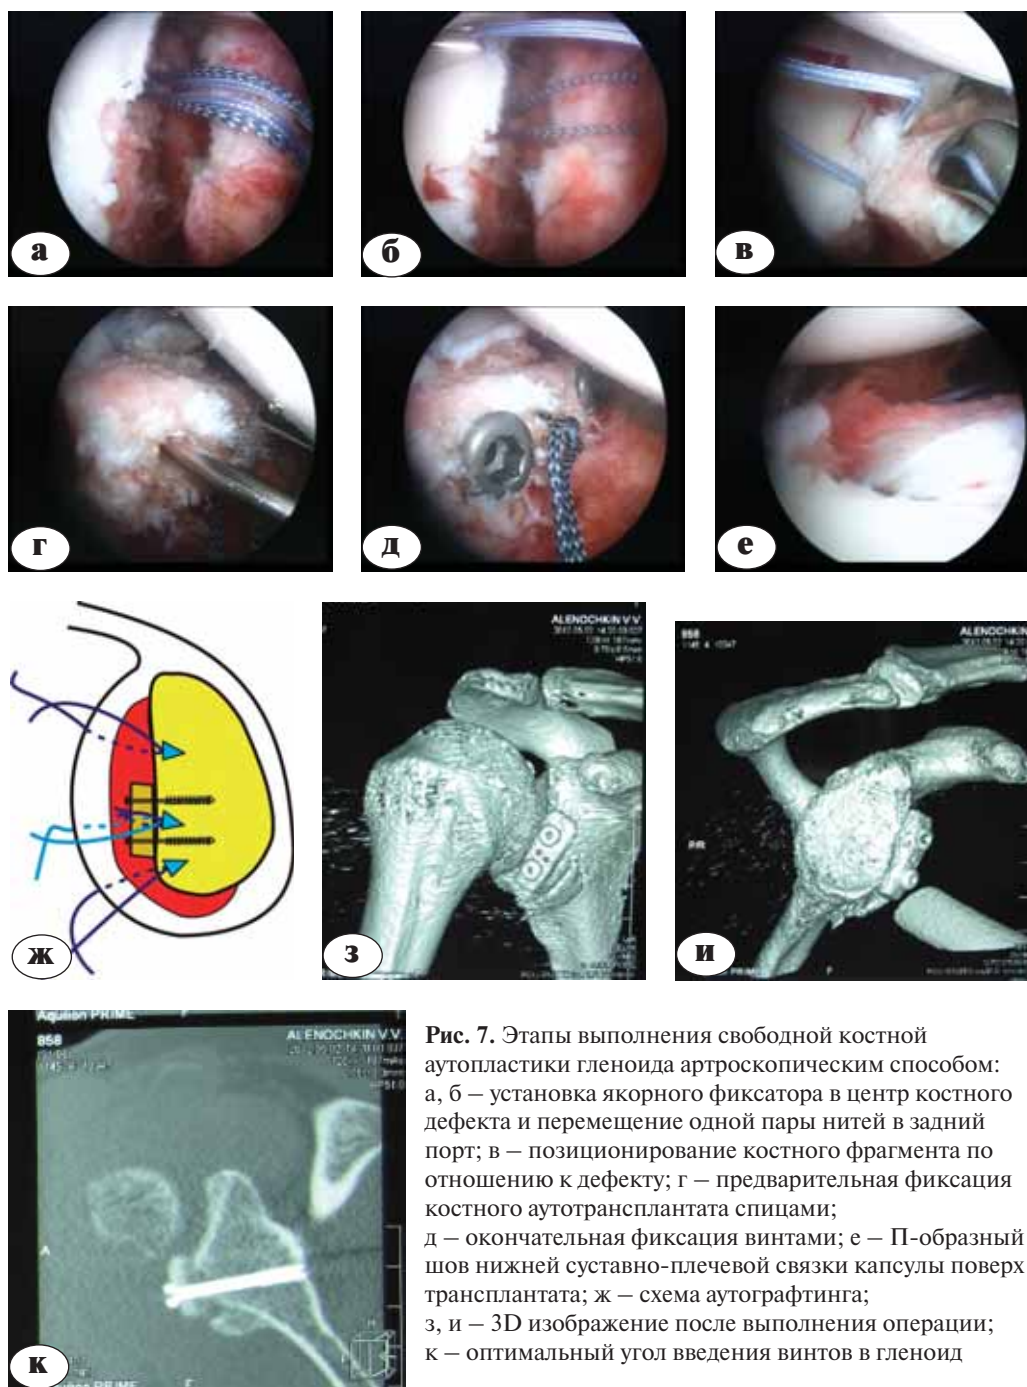 а
б
в
г
д
е
ж
з
ALENOCHKIN V V
и
858
ALENOCHKIN
P/R
к
Aquilion PRIME
858
ALENOCHKIN V.V.
A
Рис. 7. Этапы выполнения свободной костной
аутопластики гленоида артроскопическим способом:
а, б – установка якорного фиксатора в центр костного
дефекта и перемещение одной пары нитей в задний
порт; в – позиционирование костного фрагмента по
отношению к дефекту; г – предварительная фиксация
костного аутотрансплантата спицами;
д – окончательная фиксация винтами; е – П-образный
шов нижней суставно-плечевой связки капсулы поверх
трансплантата; ж – схема аутографтинга;
з, и – 3D изображение после выполнения операции;
к – оптимальный угол введения винтов в гленоид